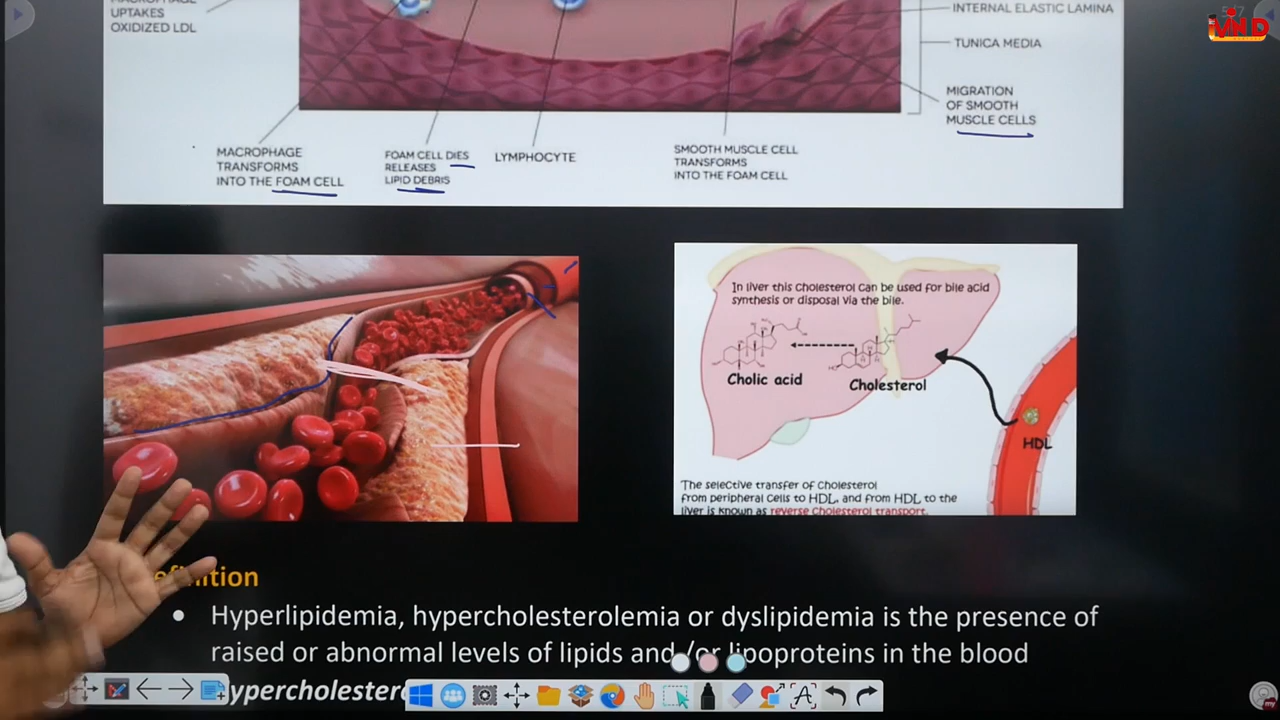 UPTAKES
OXIDIZED LDL
INTERNAL ELASTIC LAMINA
TUNICA MEDIA
MIGRATION
OF SMOOTH
MUSCLE CELLS
MACROPHAGE
TRANSFORMS
INTO THE FOAM CELL
FOAM CELL DIES
RELEASES
LIPID DEBRIS
LYMPHOCYTE
SMOOTH MUSCLE CELL
TRANSFORMS
INTO THE FOAM CELL
In liver this cholesterol can be used for bile acid
synthesis or disposal via the bile.
Cholic acid
Cholesterol
HDL
The selective transfer of Cholesterol
from peripheral Cells to HDL, and from HDL to the
liver is known as reverse Cholesterol transport.
efinition
• Hyperlipidemia, hypercholesterolemia or dyslipidemia is the presence of
raised or abnormal levels of lipids and /or lipoproteins in the blood
ypercholester